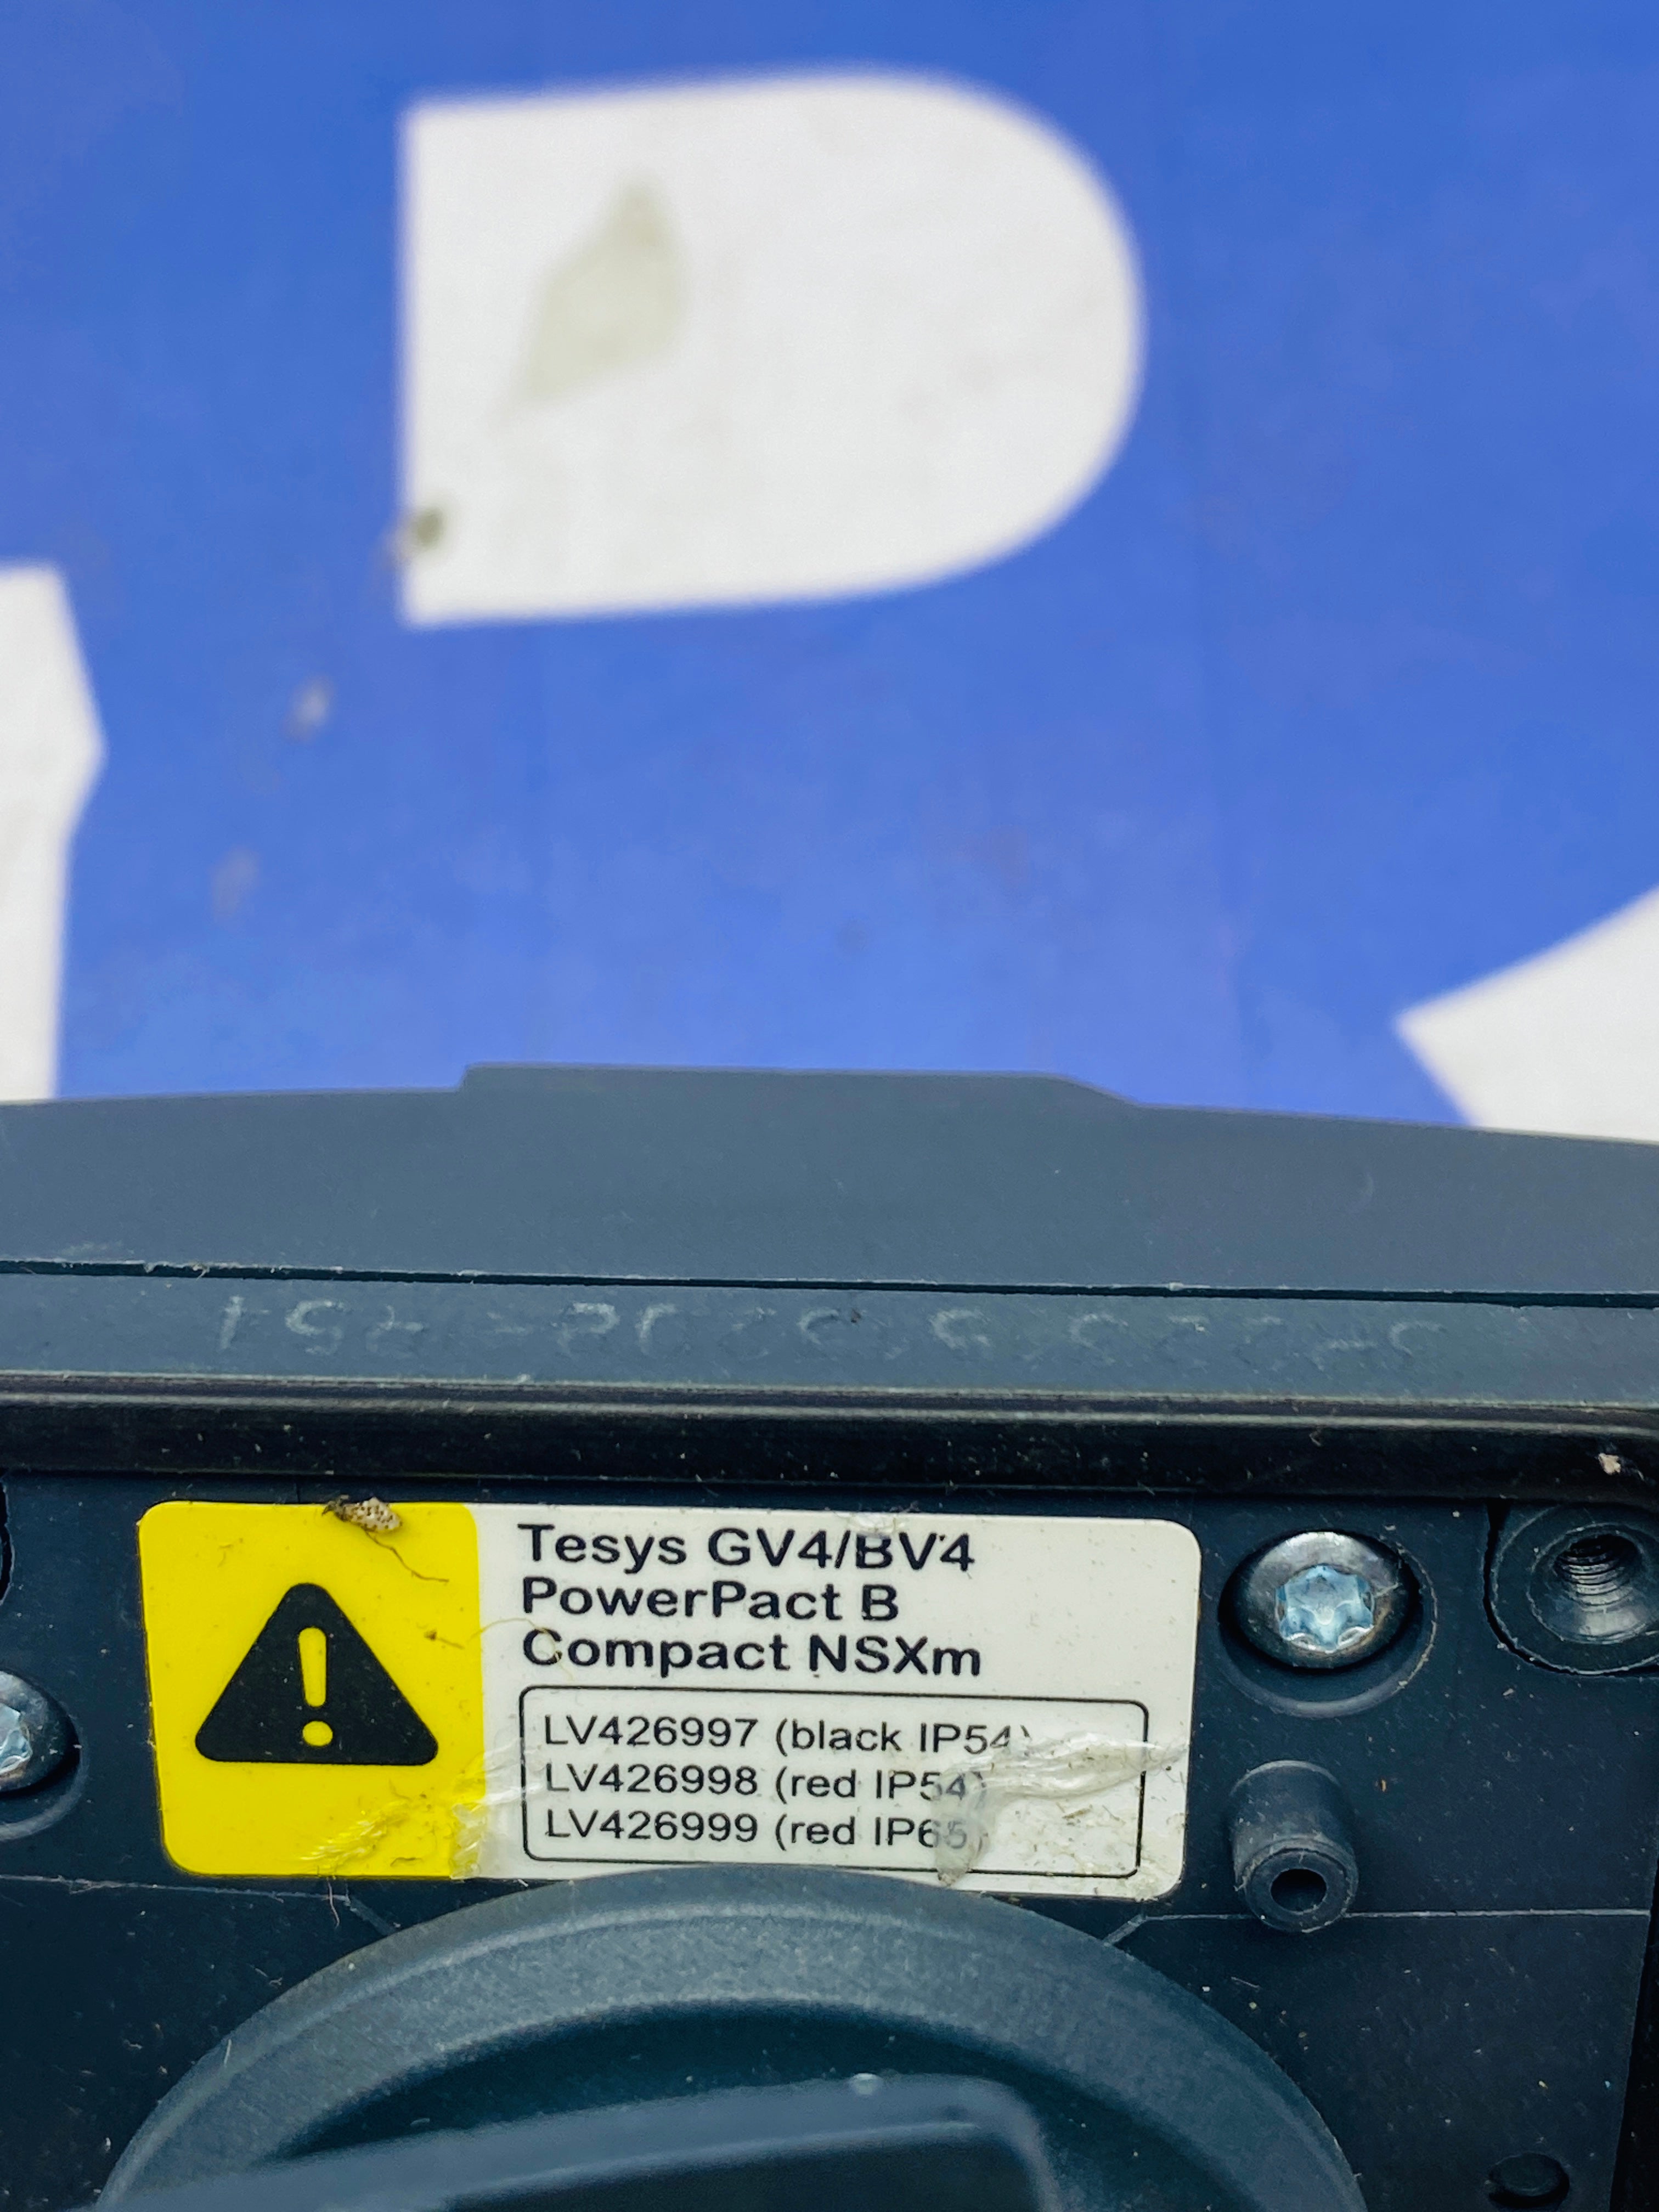 Tesys GV4/BV4
PowerPact B
Compact NSXm
LV426997 (black IP54)
LV426998 (red IP54)
LV426999 (red IP65)